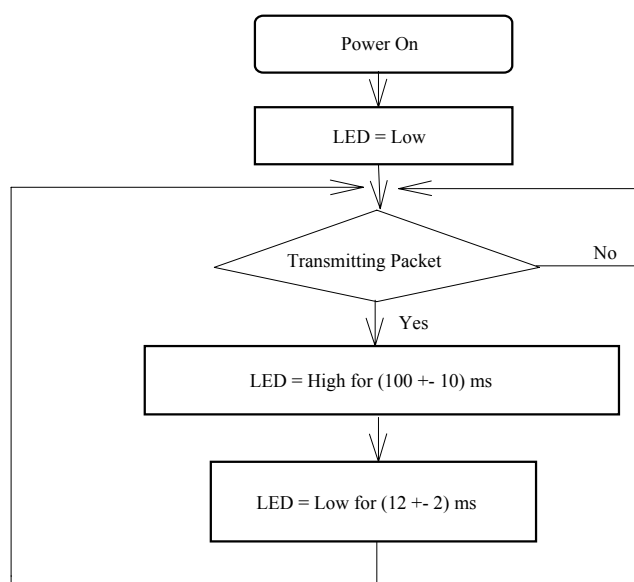 Power On
LED = Low
Transmitting Packet
No
Yes
LED = High for (100 +- 10) ms
LED = Low for (12 +- 2) ms